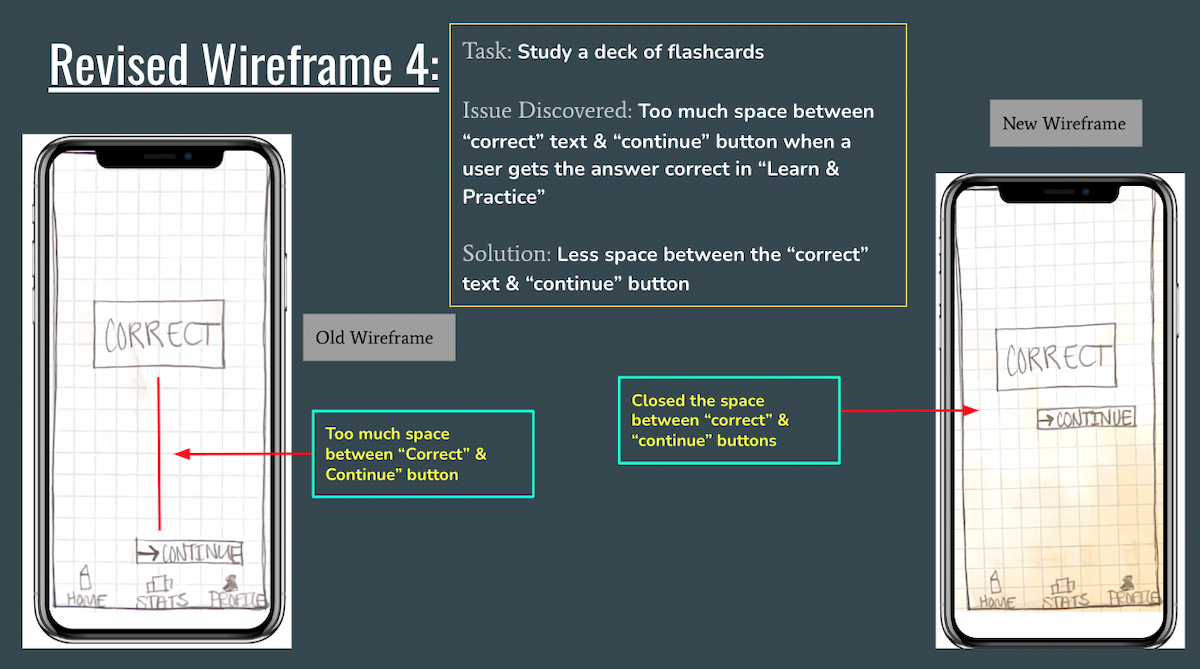 Revised Wireframe 4:
Task: Study a deck of flashcards
Issue Discovered: Too much space between
“correct” text & “continue” button when a
user gets the answer correct in “Learn &
Practice”
Solution: Less space between the “correct”
text & “continue” button
Old Wireframe
CORRECT
Too much space
between “Correct” &
Continue” button
→CONTINUE
HOME STATS PROFILE
New Wireframe
Closed the space
between “correct” &
“continue” buttons
CORRECT
→CONTINUE
HOME STATS PROFILE